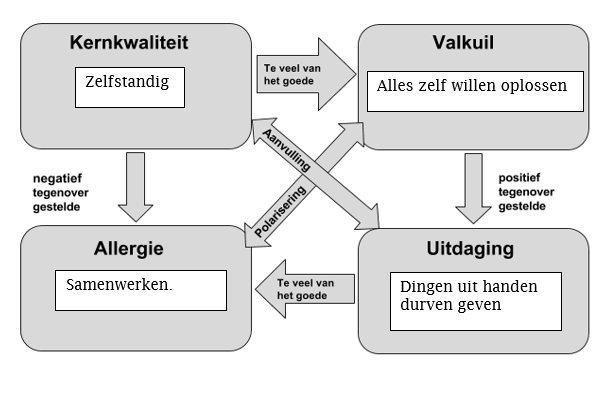 Kernkwaliteit
Zelfstandig
Te veel van
het goede
Valkuil
Alles zelf willen oplossen
Aanvulling
Polarisering
negatief
tegenover
gestelde
positief
tegenover
gestelde
Allergie
Samenwerken.
Te veel van
het goede
Uitdaging
Dingen uit handen
durven geven